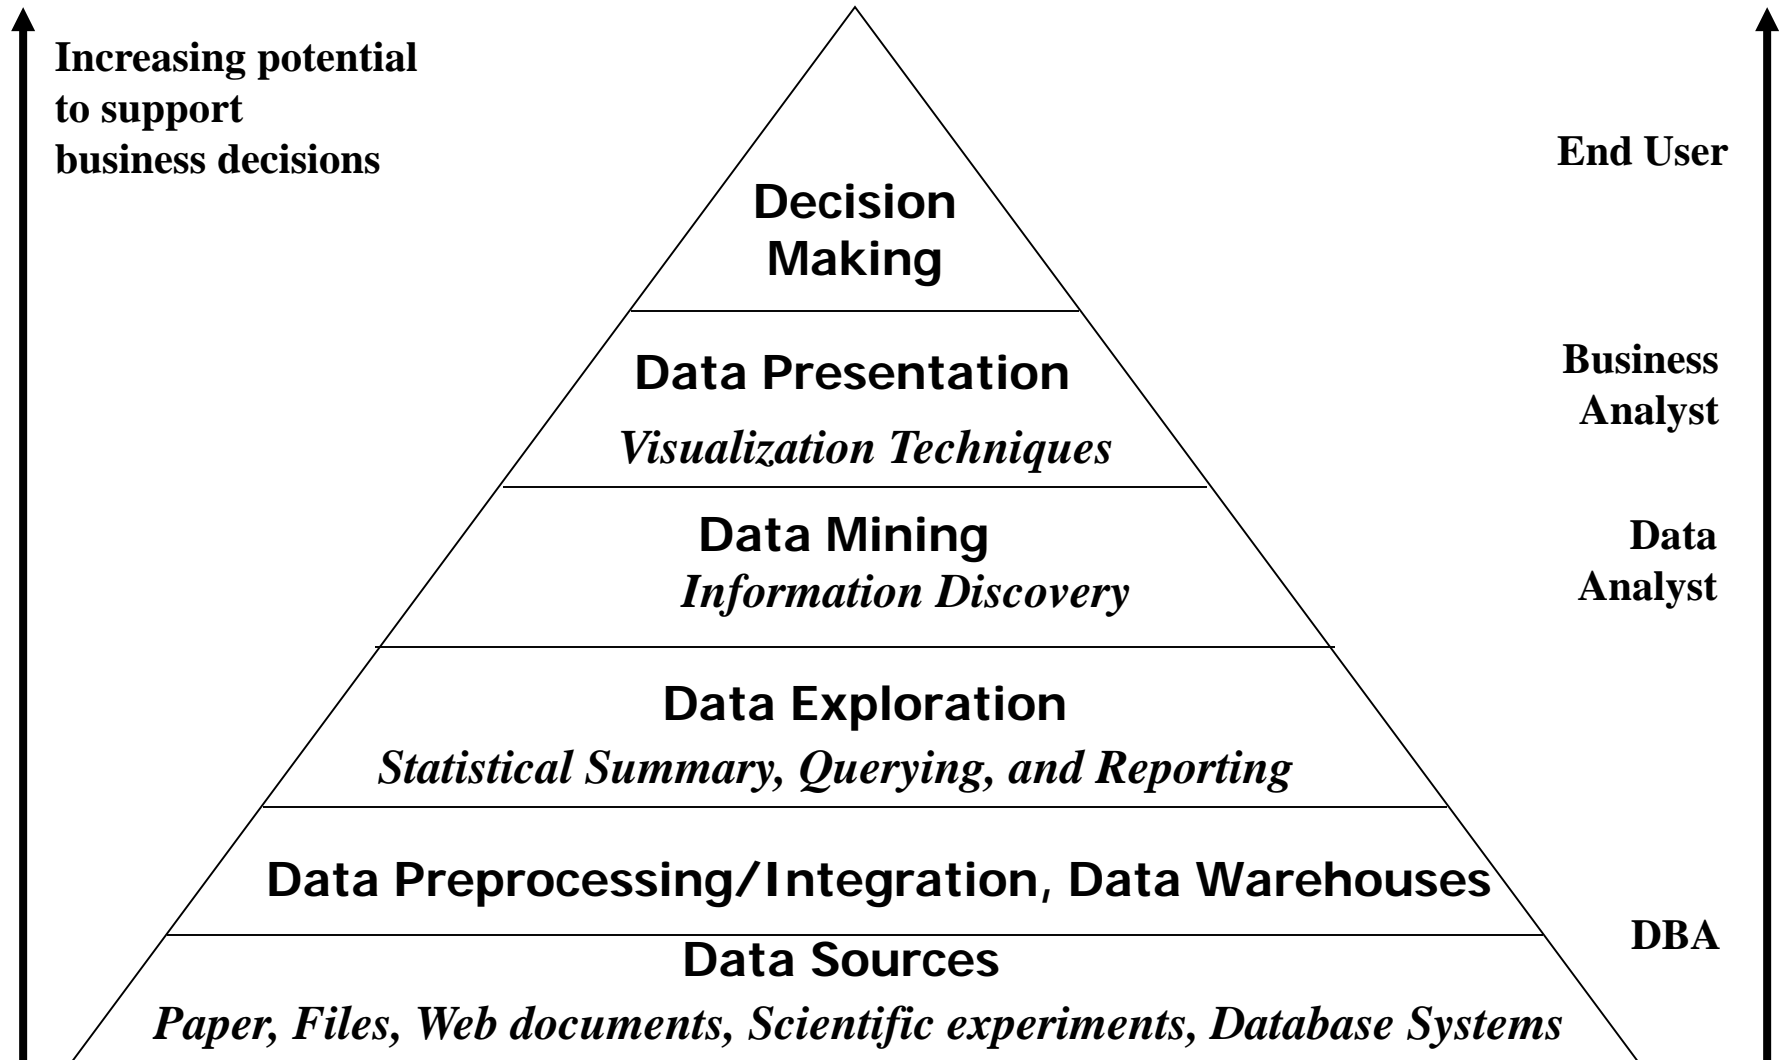 Increasing potential
to support
business decisions
End User
Decision
Making
Data Presentation
Visualization Techniques
Business
Analyst
Data Mining
Information Discovery
Data
Analyst
Data Exploration
Statistical Summary, Querying, and Reporting
Data Preprocessing/Integration, Data Warehouses
DBA
Data Sources
Paper, Files, Web documents, Scientific experiments, Database Systems